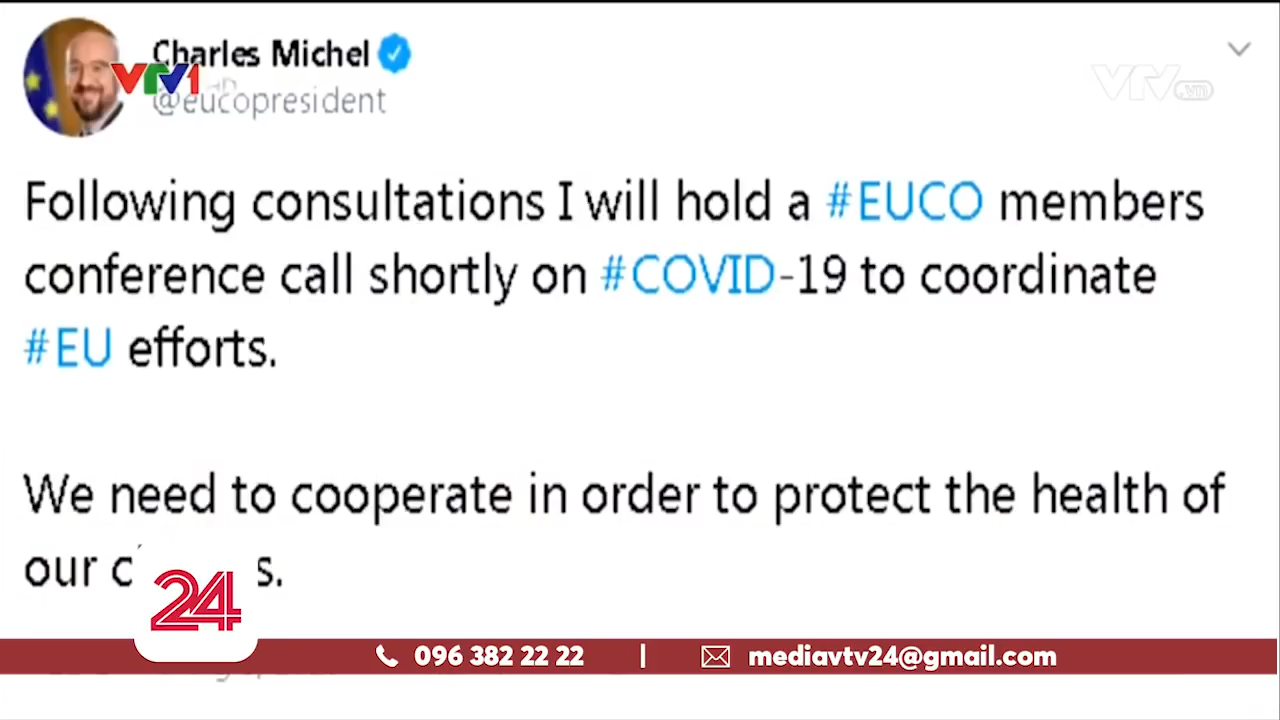 Charles Michel
VTV1
@eucopresident
VTV.vn
Following consultations I will hold a #EUCO members
conference call shortly on #COVID-19 to coordinate
#EU efforts.
We need to cooperate in order to protect the health of
our
24
096 382 22 22 | mediavtv24@gmail.com